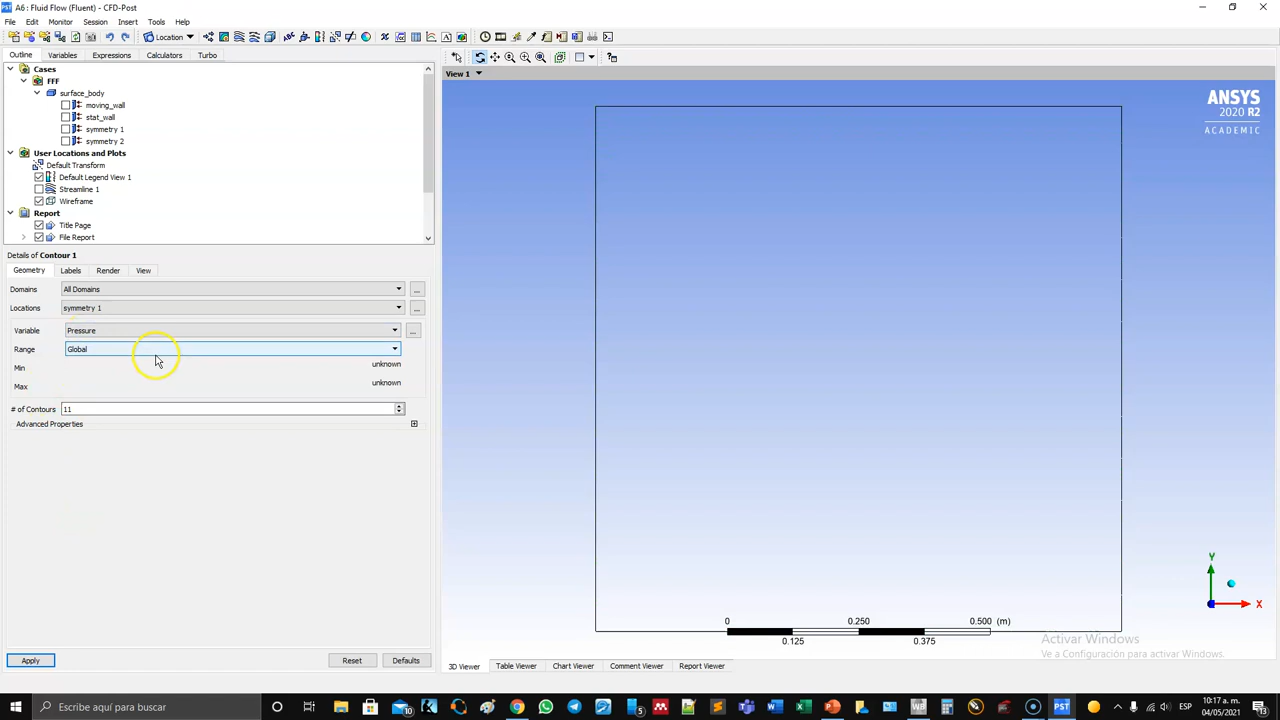 A6 : Fluid Flow (Fluent) - CFD-Post
File Edit Monitor Session Insert Tools Help
Location
Outline Variables Expressions Calculators Turbo
Cases
FFF
surface_body
moving_wall
stat_wall
symmetry 1
symmetry 2
User Locations and Plots
Default Transform
Default Legend View 1
Streamline 1
Wireframe
Report
Title Page
File Report
Details of Contour 1
Geometry Labels Render View
Domains All Domains ...
Locations symmetry 1 ...
Variable Pressure ...
Range Global
Min unknown
Max unknown
# of Contours 11
Advanced Properties
Apply Reset Defaults
View 1
ANSYS
2020 R2
ACADEMIC
Y
X
0 0.250 0.500 (m)
0.125 0.375
Activar Windows
Ve a Configuración para activar Windows.
3D Viewer Table Viewer Chart Viewer Comment Viewer Report Viewer
Escribe aquí para buscar
ESP
10:17 a. m.
04/05/2021